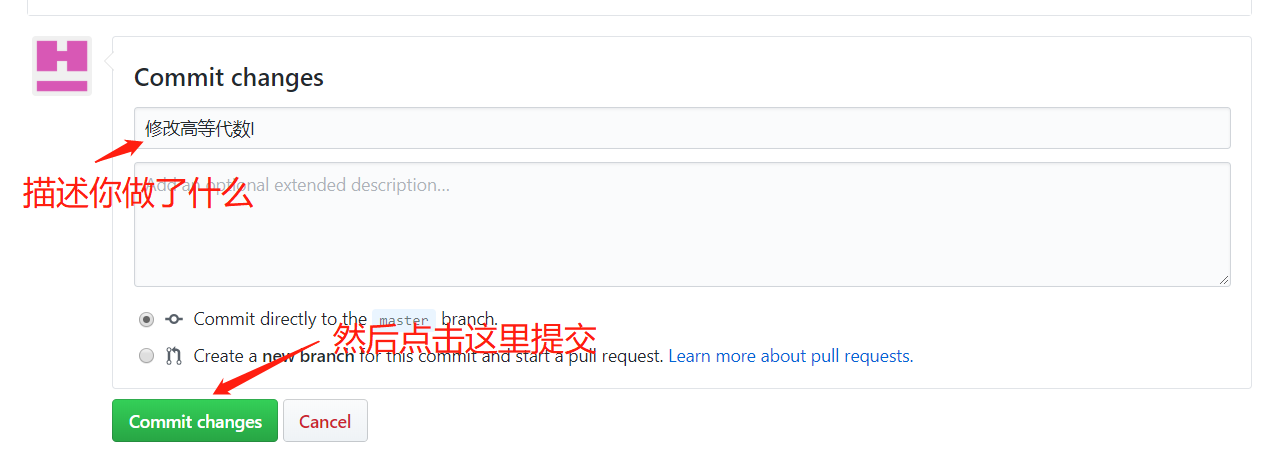 Commit changes
修改高等代数I
描述你做了什么
Add an optional extended description...
Commit directly to the master branch.
然后点击这里提交
Create a new branch for this commit and start a pull request. Learn more about pull requests.
Commit changes
Cancel